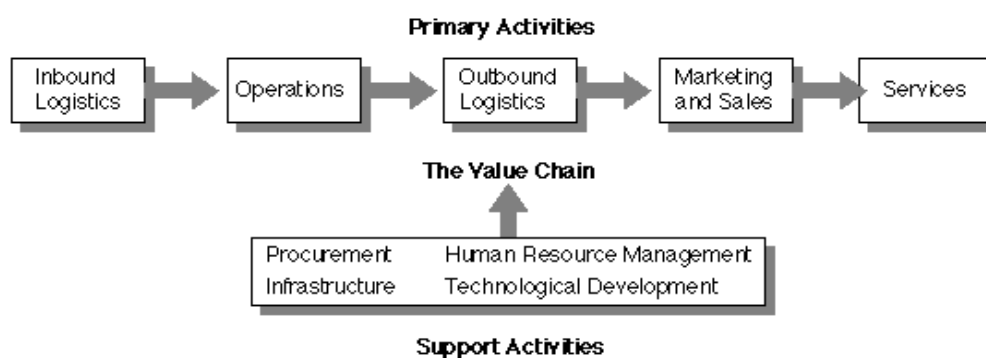 Primary Activities
Inbound
Logistics
Operations
Outbound
Logistics
Marketing
and Sales
Services
The Value Chain
Procurement Human Resource Management
Infrastructure Technological Development
Support Activities